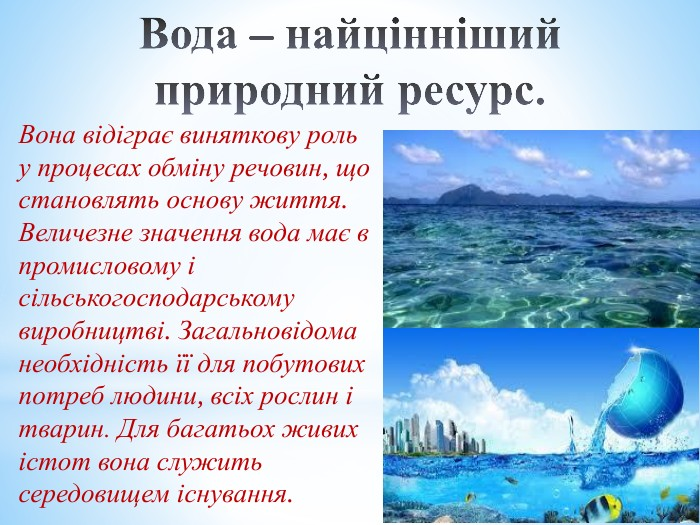 Вода – найцінніший
природний ресурс.
Вона відіграє виняткову роль
у процесах обміну речовин, що
становлять основу життя.
Величезне значення вода має в
промисловому і
сільськогосподарському
виробництві. Загальновідома
необхідність її для побутових
потреб людини, всіх рослин і
тварин. Для багатьох живих
істот вона служить
середовищем існування.